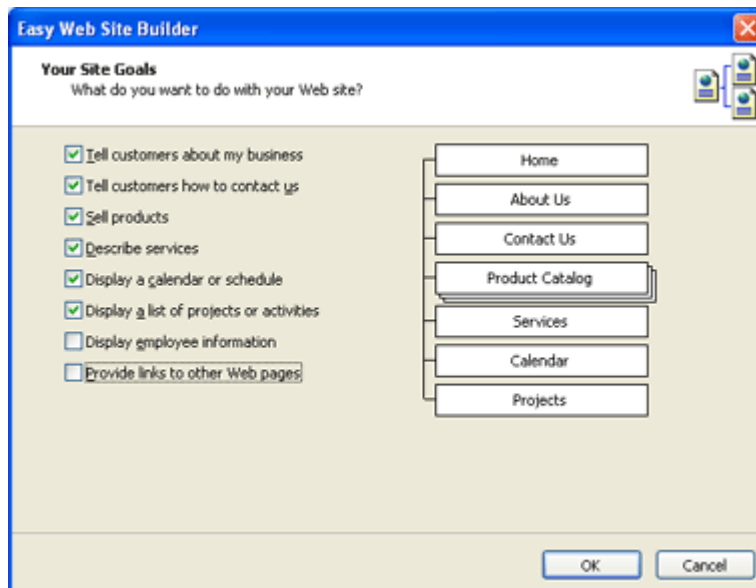 Easy Web Site Builder
Your Site Goals
What do you want to do with your Web site?
Tell customers about my business
Tell customers how to contact us
Sell products
Describe services
Display a calendar or schedule
Display a list of projects or activities
Display employee information
Provide links to other Web pages
Home
About Us
Contact Us
Product Catalog
Services
Calendar
Projects
OK
Cancel